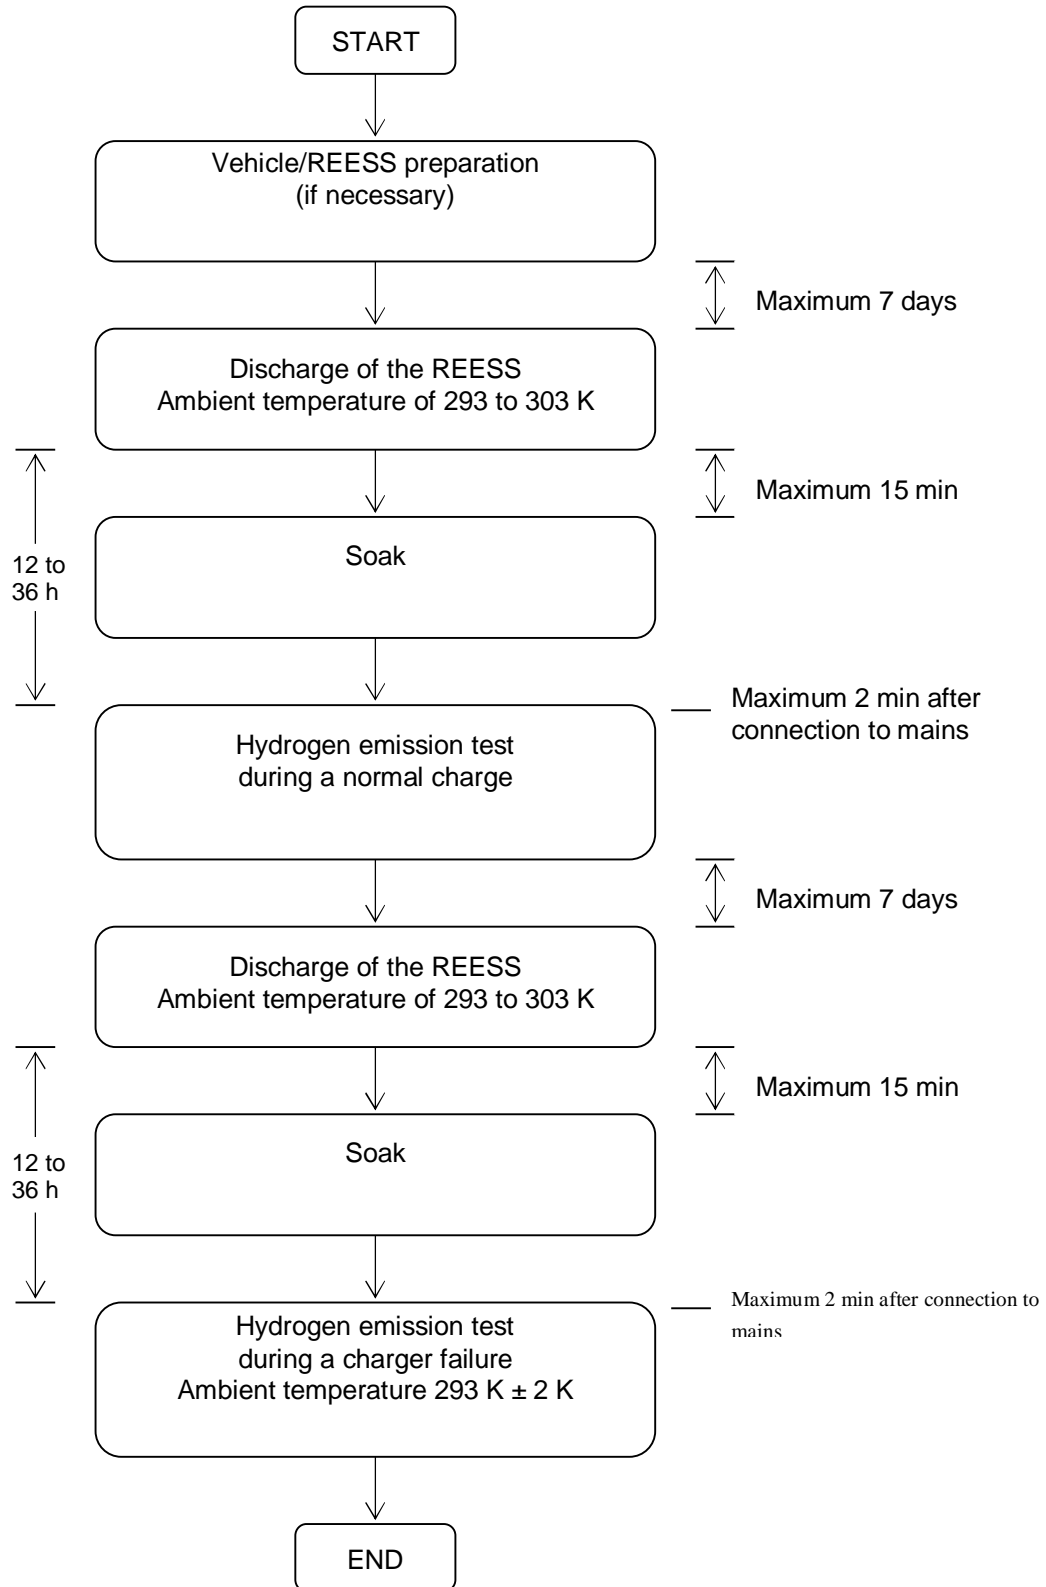 START
Vehicle/REESS preparation
(if necessary)
Maximum 7 days
Discharge of the REESS
Ambient temperature of 293 to 303 K
Maximum 15 min
12 to
36 h
Soak
Maximum 2 min after
connection to mains
Hydrogen emission test
during a normal charge
Maximum 7 days
Discharge of the REESS
Ambient temperature of 293 to 303 K
Maximum 15 min
12 to
36 h
Soak
Maximum 2 min after connection to
mains
Hydrogen emission test
during a charger failure
Ambient temperature 293 K ± 2 K
END